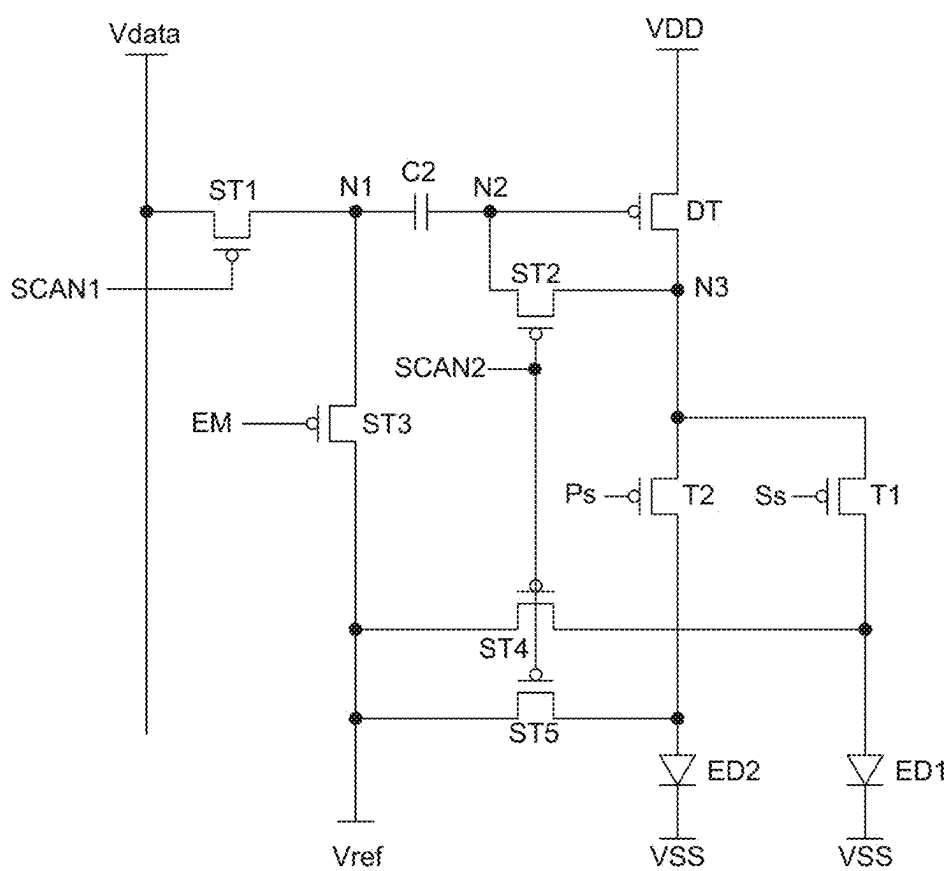 Vdata
VDD
ST1
N1
C2
N2
DT
SCAN1
ST2
N3
SCAN2
EM
ST3
Ps
T2
Ss
T1
ST4
ST5
ED2
ED1
Vref
VSS
VSS